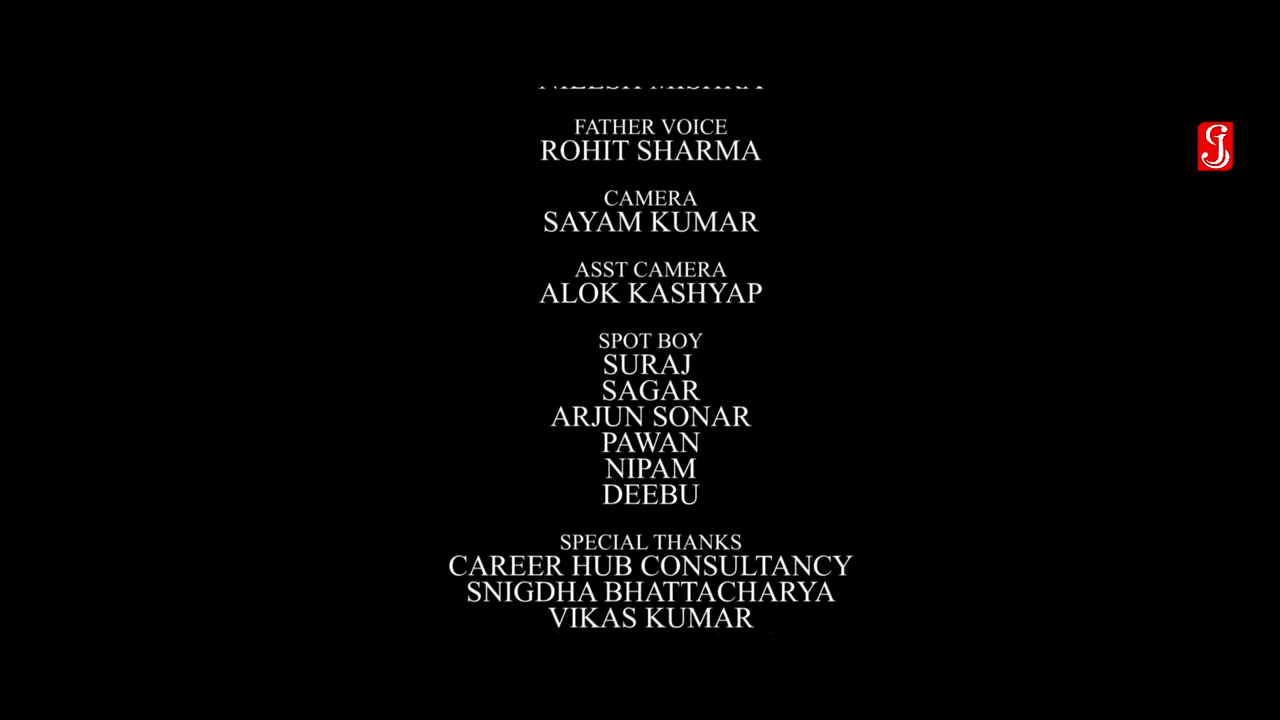 FATHER VOICE
ROHIT SHARMA
CAMERA
SAYAM KUMAR
ASST CAMERA
ALOK KASHYAP
SPOT BOY
SURAJ
SAGAR
ARJUN SONAR
PAWAN
NIPAM
DEEBU
SPECIAL THANKS
CAREER HUB CONSULTANCY
SNIGDHA BHATTACHARYA
VIKAS KUMAR